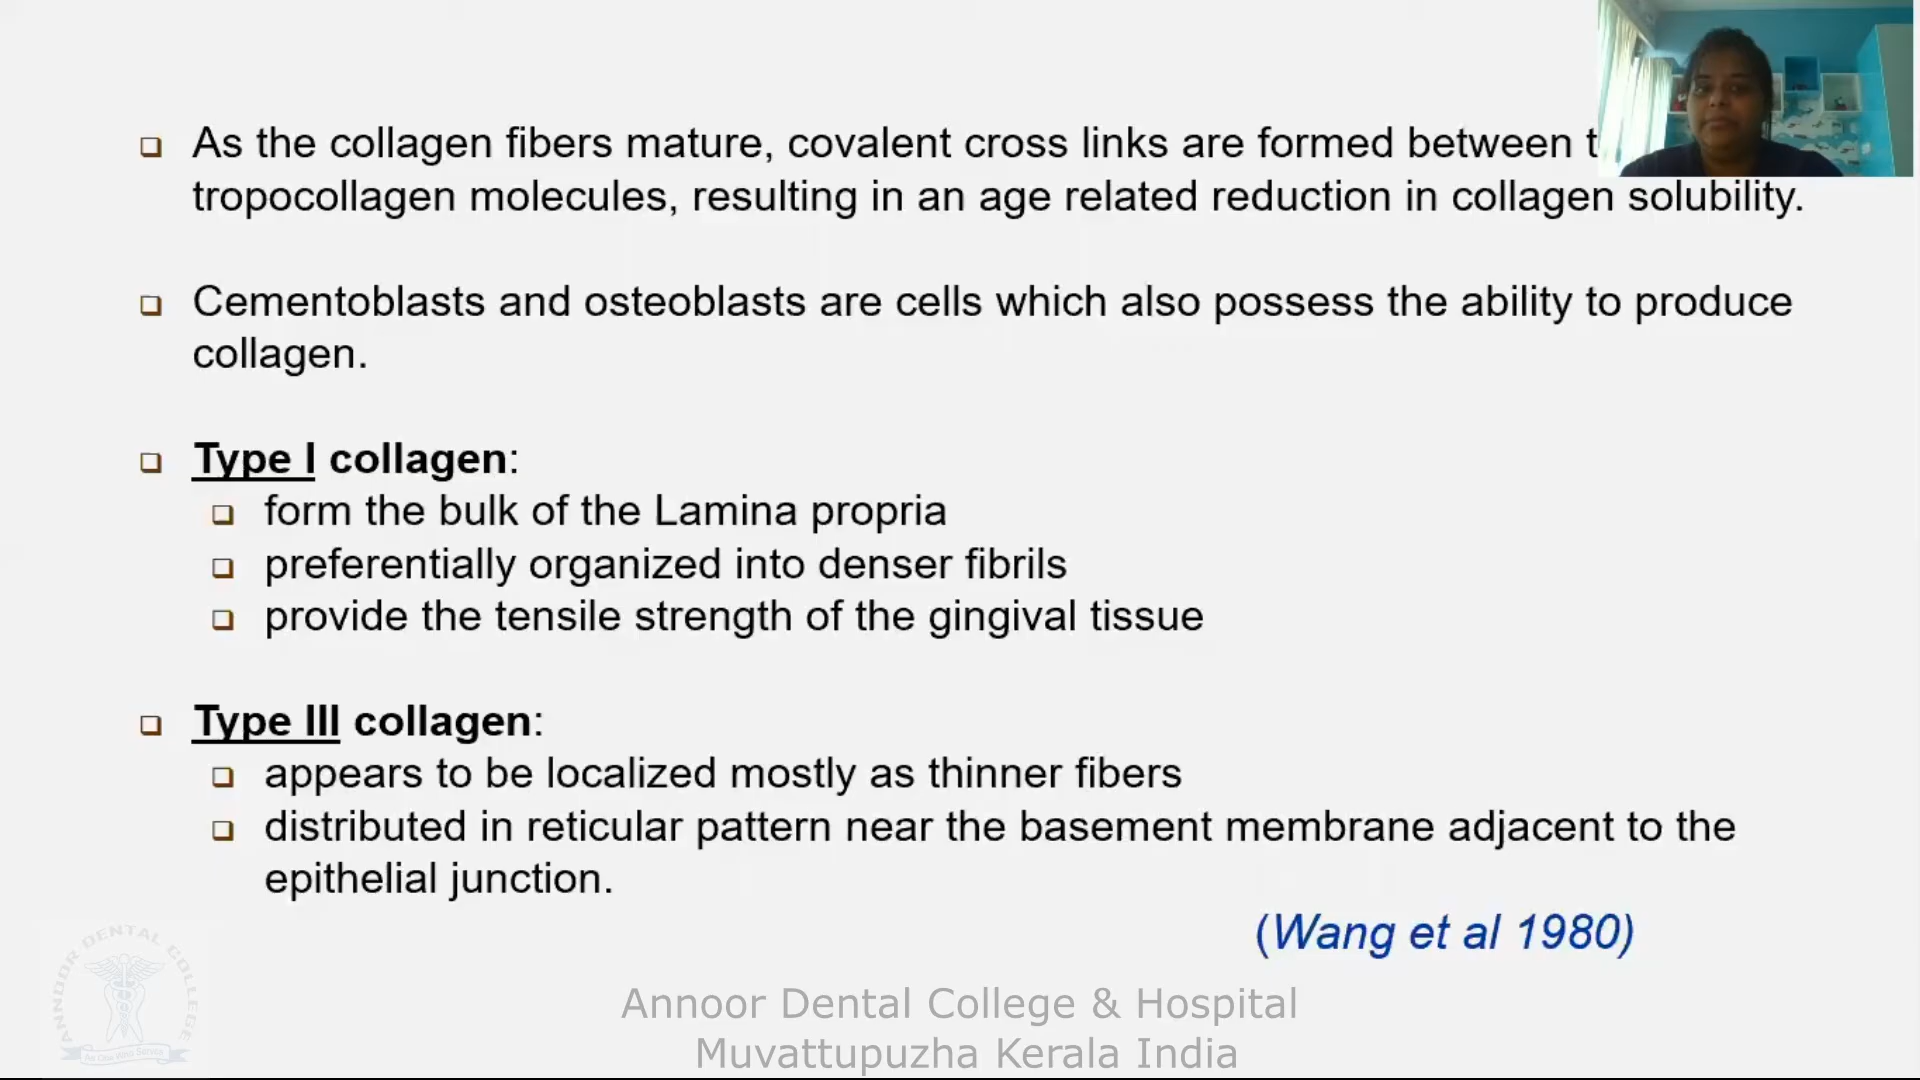 As the collagen fibers mature, covalent cross links are formed between t
tropocollagen molecules, resulting in an age related reduction in collagen solubility.
Cementoblasts and osteoblasts are cells which also possess the ability to produce
collagen.
Type I collagen:
form the bulk of the Lamina propria
preferentially organized into denser fibrils
provide the tensile strength of the gingival tissue
Type III collagen:
appears to be localized mostly as thinner fibers
distributed in reticular pattern near the basement membrane adjacent to the
epithelial junction.
(Wang et al 1980)
ANNOOR DENTAL COLLEGE
Annoor Dental College & Hospital
Muvattupuzha Kerala India